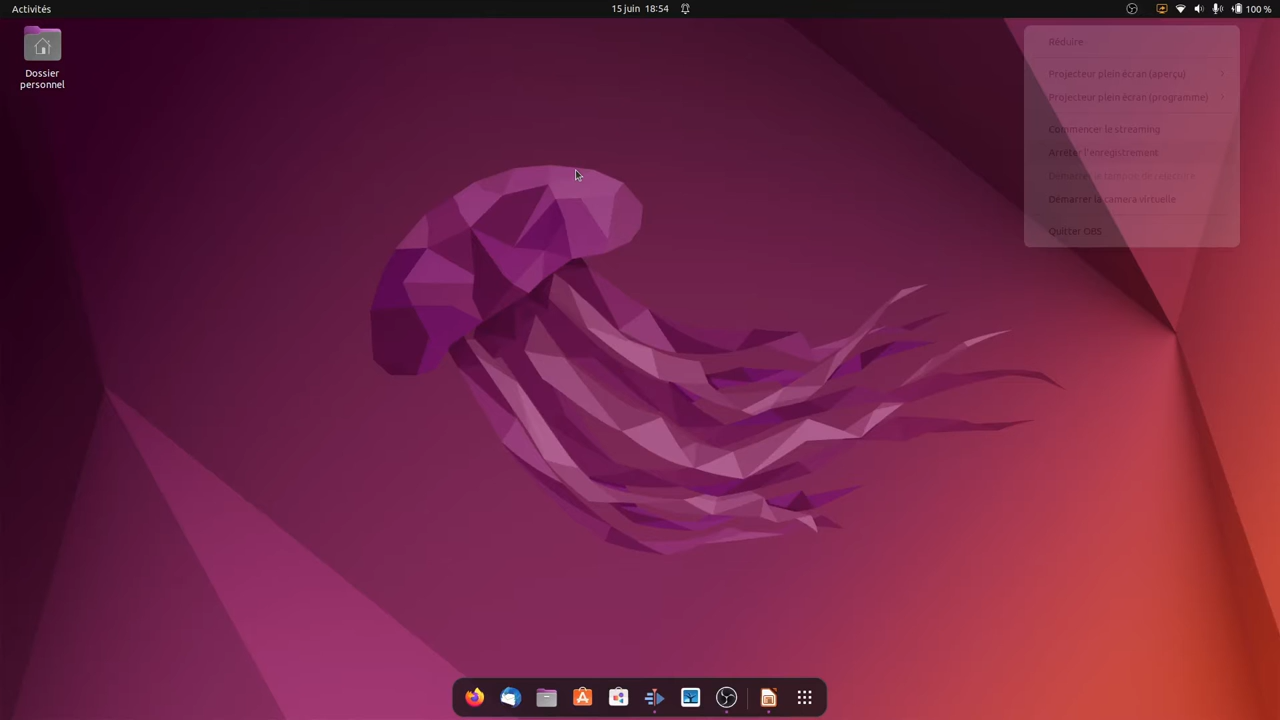 Activités
15 juin 18:54
100 %
Dossier
personnel
Réduire
Projecteur plein écran (aperçu)
Projecteur plein écran (programme)
Commencer le streaming
Arrêter l'enregistrement
Démarrer la caméra virtuelle
Quitter OBS